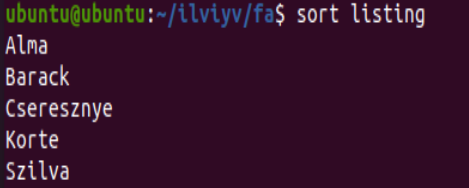 ubuntu@ubuntu:~/ilviyv/fa$ sort listing
Alma
Barack
Cseresznye
Korte
Szilva